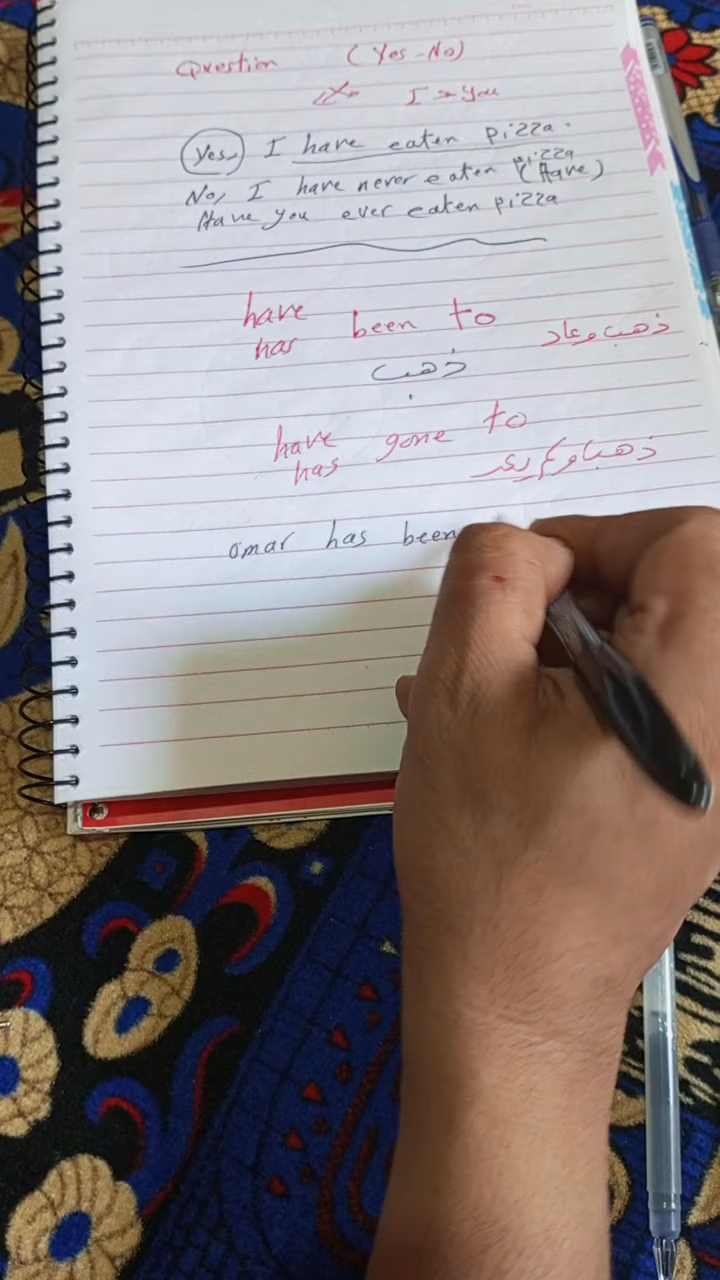 Question (Yes-No)
I → You
Yes, I have eaten pizza.
No, I have never eaten pizza (Have)
Have you ever eaten pizza
have
has been to ذهب وعاد
ذهب
have
has gone to ذهب ولم يعد
omar has been